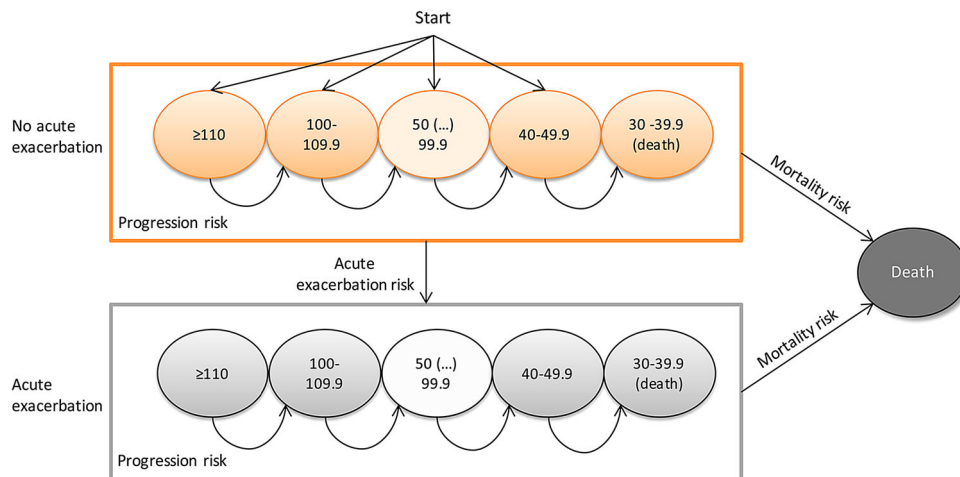 Start
No acute
exacerbation
≥110
100-
109.9
50 (...)
99.9
40-49.9
30 -39.9
(death)
Progression risk
Mortality risk
Acute
exacerbation risk
Death
Mortality risk
Acute
exacerbation
≥110
100-
109.9
50 (...)
99.9
40-49.9
30-39.9
(death)
Progression risk